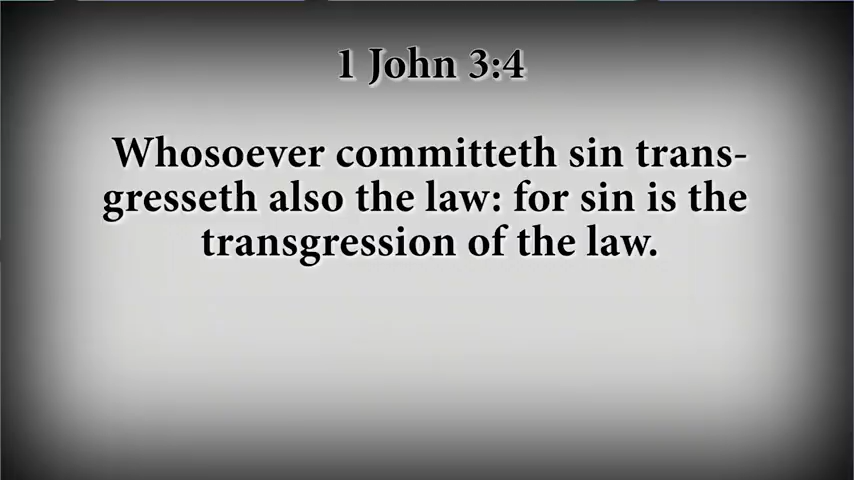 1 John 3:4
Whosoever committeth sin trans-
gresseth also the law: for sin is the
transgression of the law.